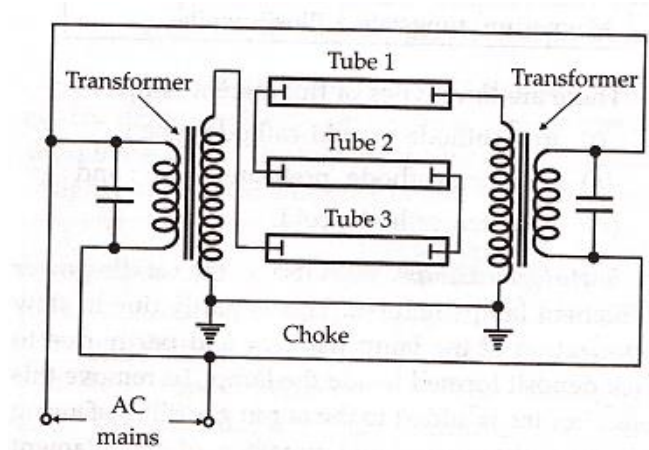 Tube 1
Transformer
Transformer
Tube 2
Tube 3
Choke
AC
mains